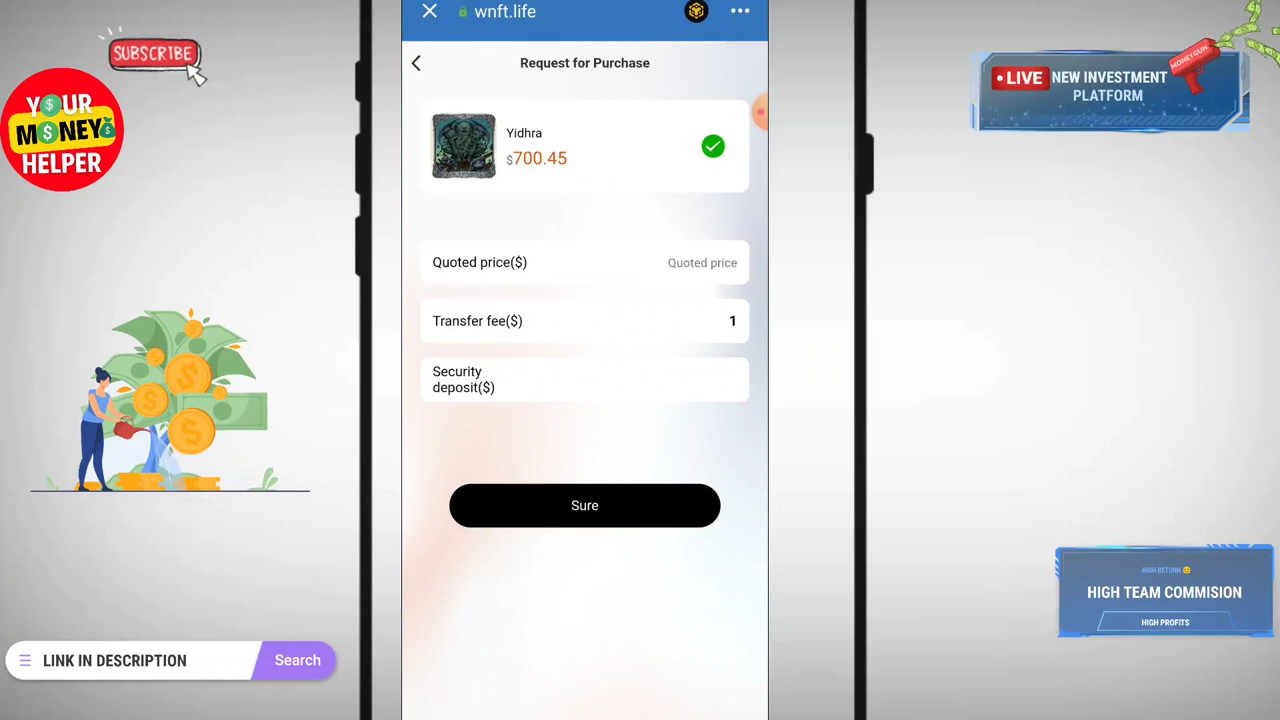 SUBSCRIBE
YOUR
MONEY
HELPER
wnft.life
Request for Purchase
Yidhra
$700.45
Quoted price($)
Quoted price
Transfer fee($)
1
Security
deposit($)
Sure
• LIVE NEW INVESTMENT
PLATFORM
MONEYGUN
HIGH RETURN 😐
HIGH TEAM COMMISION
HIGH PROFITS
LINK IN DESCRIPTION
Search